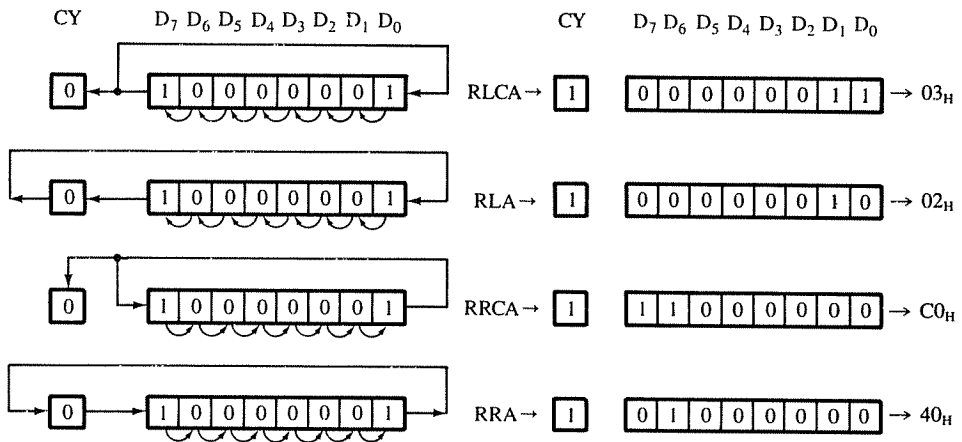 CY D₇ D₆ D₅ D₄ D₃ D₂ D₁ D₀ CY D₇ D₆ D₅ D₄ D₃ D₂ D₁ D₀
0 1 0 0 0 0 0 0 1 RLCA→ 1 0 0 0 0 0 0 1 1 → 03H
0 1 0 0 0 0 0 0 1 RLA→ 1 0 0 0 0 0 0 1 0 → 02H
0 1 0 0 0 0 0 0 1 RRCA→ 1 1 1 0 0 0 0 0 0 → C0H
0 1 0 0 0 0 0 0 1 RRA→ 1 0 1 0 0 0 0 0 0 → 40H